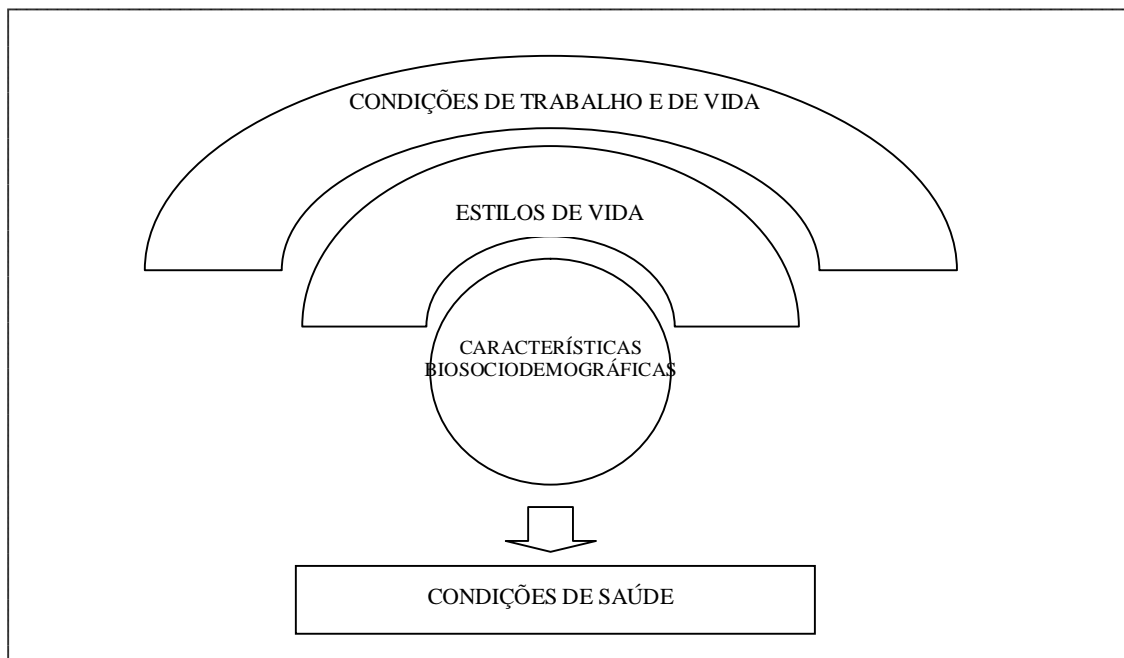 CONDIÇÕES DE TRABALHO E DE VIDA
ESTILOS DE VIDA
CARACTERÍSTICAS
BIOSOCIODEMOGRÁFICAS
CONDIÇÕES DE SAÚDE